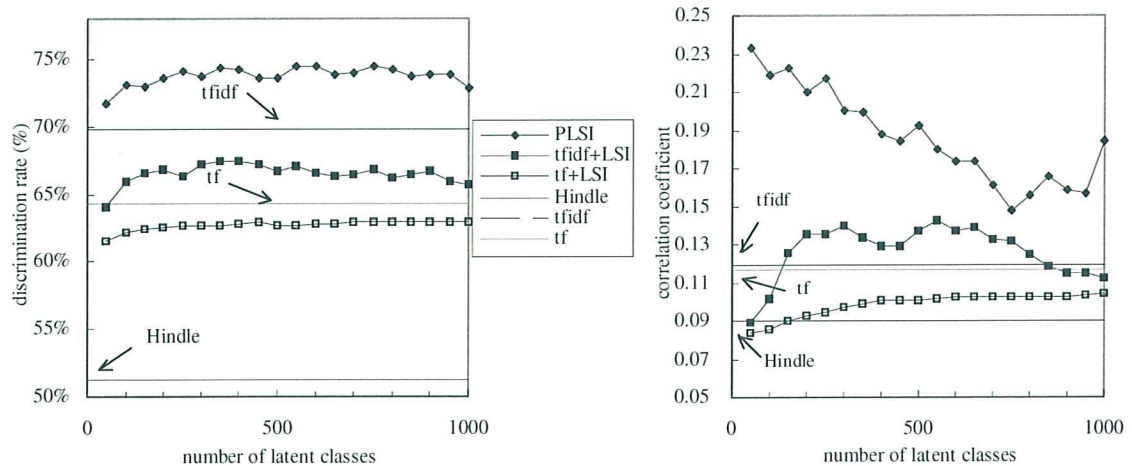 75%
70%
65%
60%
55%
50%
discrimination rate (%)
tfidf
tf
Hindle
0
500
1000
number of latent classes
PLSI
tfidf+LSI
tf+LSI
Hindle
tfidf
tf
0.25
0.23
0.21
0.19
0.17
0.15
0.13
0.11
0.09
0.07
0.05
correlation coefficient
tfidf
tf
Hindle
0
500
1000
number of latent classes